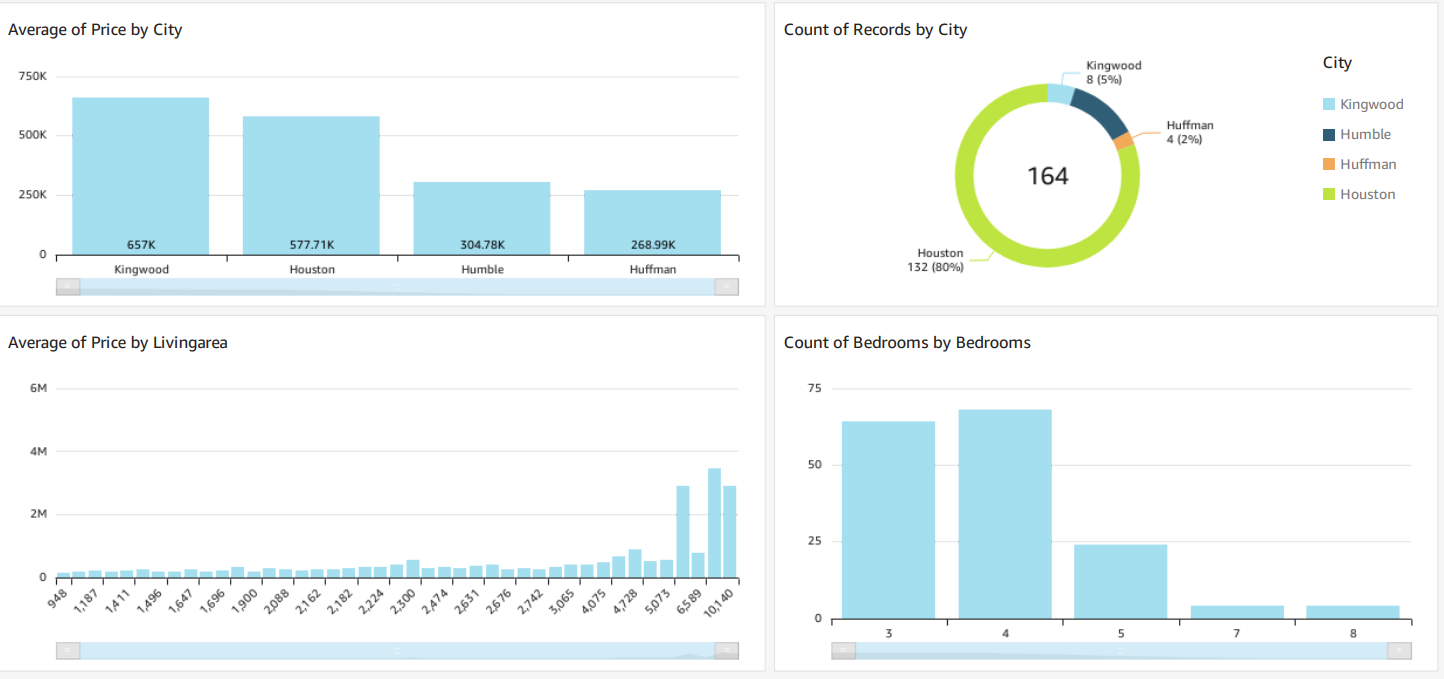 Average of Price by City
750K
500K
250K
0
657K
577.71K
304.78K
268.99K
Kingwood
Houston
Humble
Huffman
Count of Records by City
Kingwood
8 (5%)
Huffman
4 (2%)
164
Houston
132 (80%)
City
Kingwood
Humble
Huffman
Houston
Average of Price by Livingarea
6M
4M
2M
0
948
1,187
1,411
1,496
1,647
1,696
1,900
2,088
2,162
2,182
2,224
2,300
2,474
2,631
2,676
2,742
3,065
4,075
4,728
5,073
6,589
10,140
Count of Bedrooms by Bedrooms
75
50
25
0
3
4
5
7
8